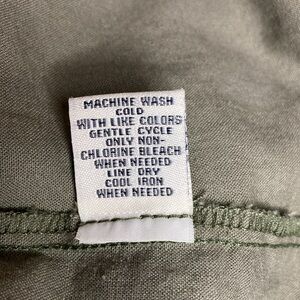 MACHINE WASH
COLD
WITH LIKE COLORS
GENTLE CYCLE
ONLY NON-
CHLORINE BLEACH
WHEN NEEDED
LINE DRY
COOL IRON
WHEN NEEDED